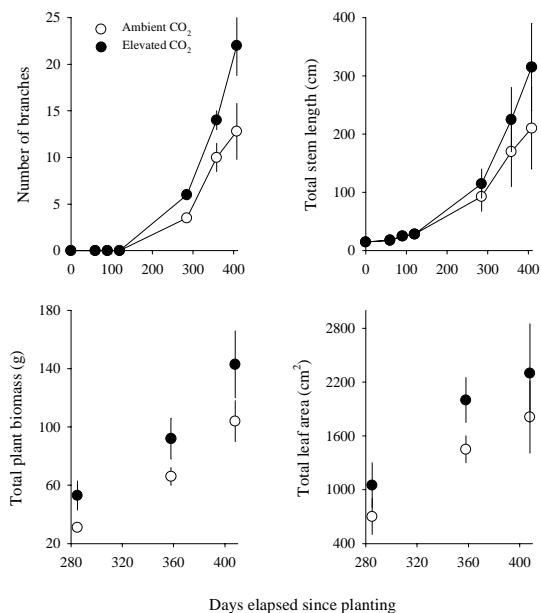 Ambient CO2
Elevated CO2
Number of branches
25
20
15
10
5
0
0 100 200 300 400
Total stem length (cm)
400
300
200
100
0
0 100 200 300 400
Total plant biomass (g)
180
140
100
60
20
280 320 360 400
Total leaf area (cm2)
2800
2200
1600
1000
400
280 320 360 400
Days elapsed since planting